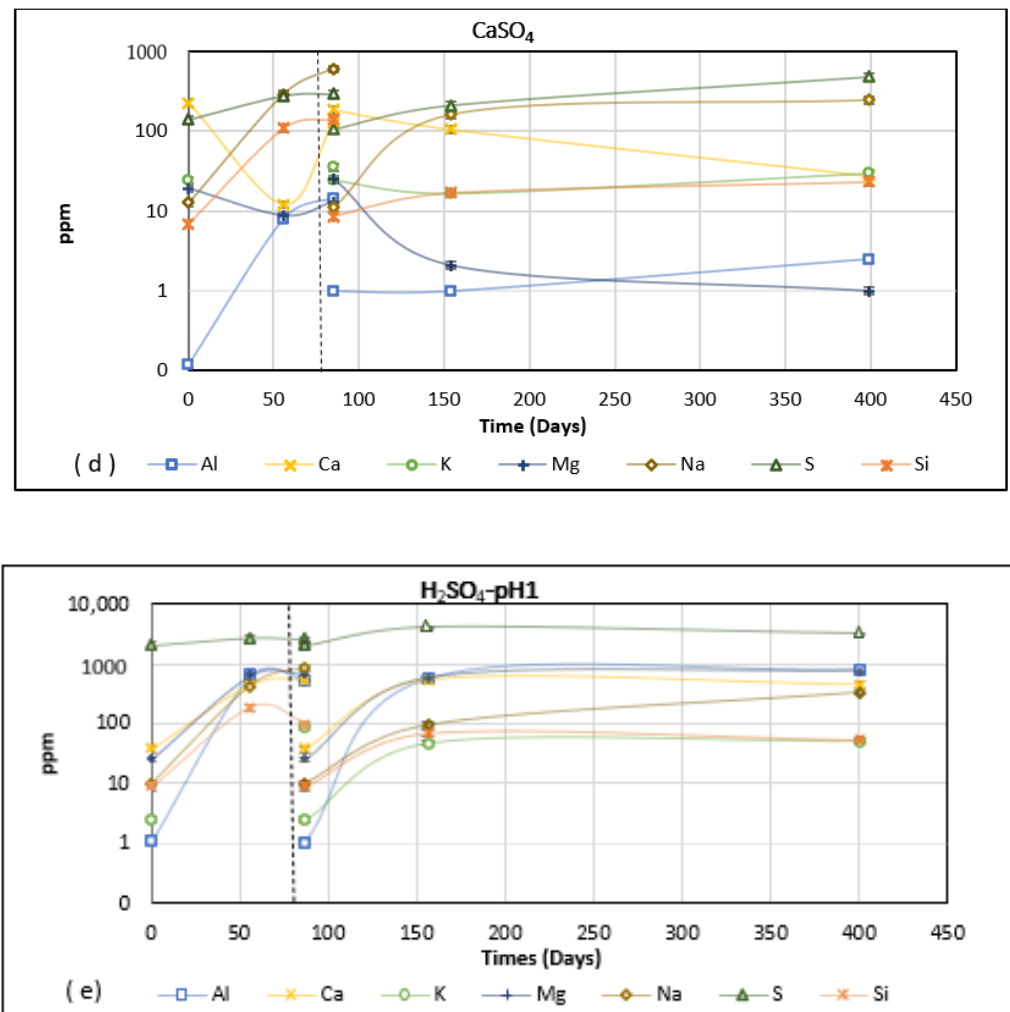 CaSO₄
1000
100
10
1
0
ppm
0 50 100 150 200 250 300 350 400 450
Time (Days)
( d ) Al Ca K Mg Na S Si
H₂SO₄-pH1
10,000
1000
100
10
1
0
ppm
0 50 100 150 200 250 300 350 400 450
Times (Days)
( e) Al Ca K Mg Na S Si